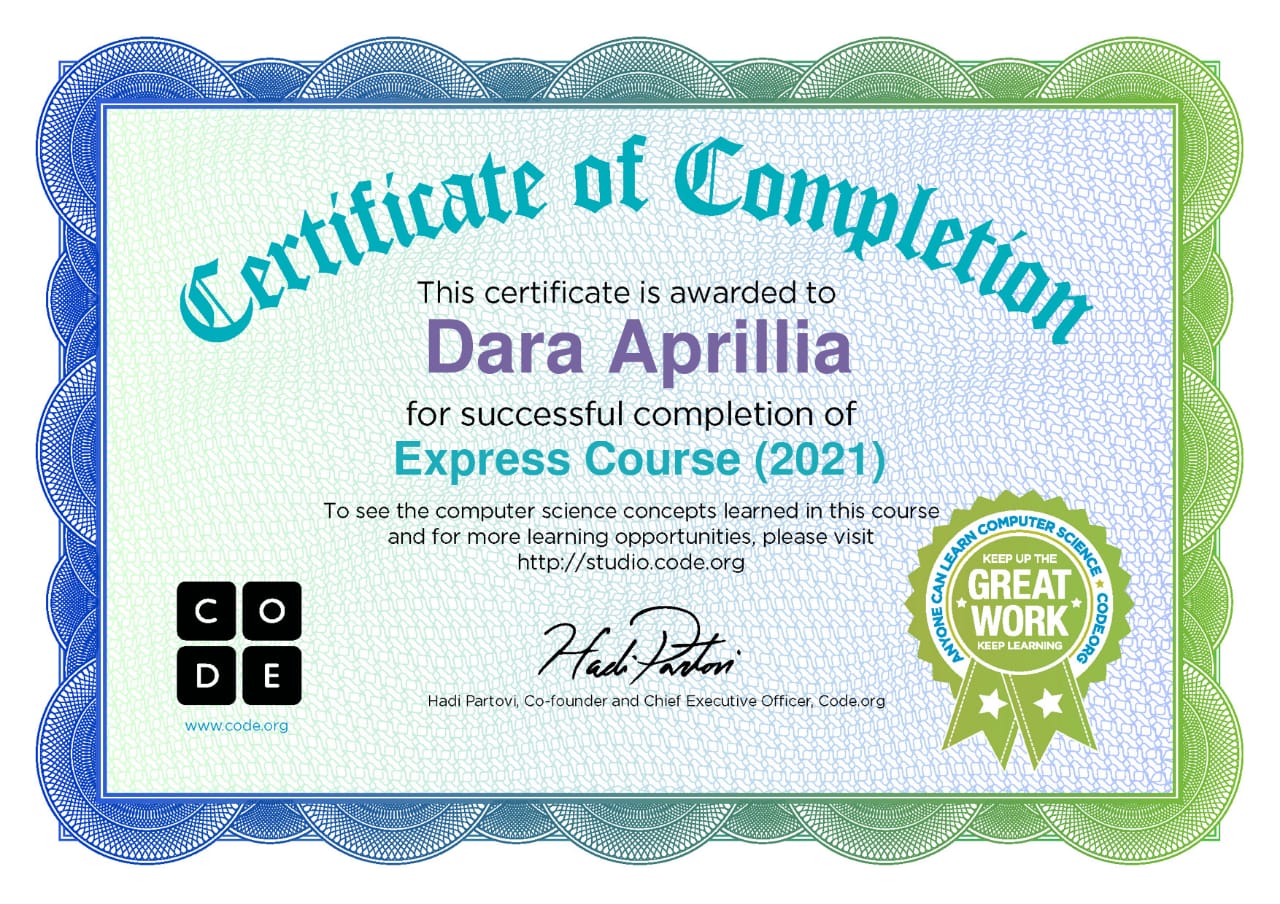 Certificate of Completion
This certificate is awarded to
Dara Aprillia
for successful completion of
Express Course (2021)
To see the computer science concepts learned in this course
and for more learning opportunities, please visit
http://studio.code.org
C O
D E
www.code.org
Hadi Partovi
Hadi Partovi, Co-founder and Chief Executive Officer, Code.org
ANYONE CAN LEARN COMPUTER SCIENCE ★ CODE.ORG
KEEP UP THE
GREAT
WORK
KEEP LEARNING